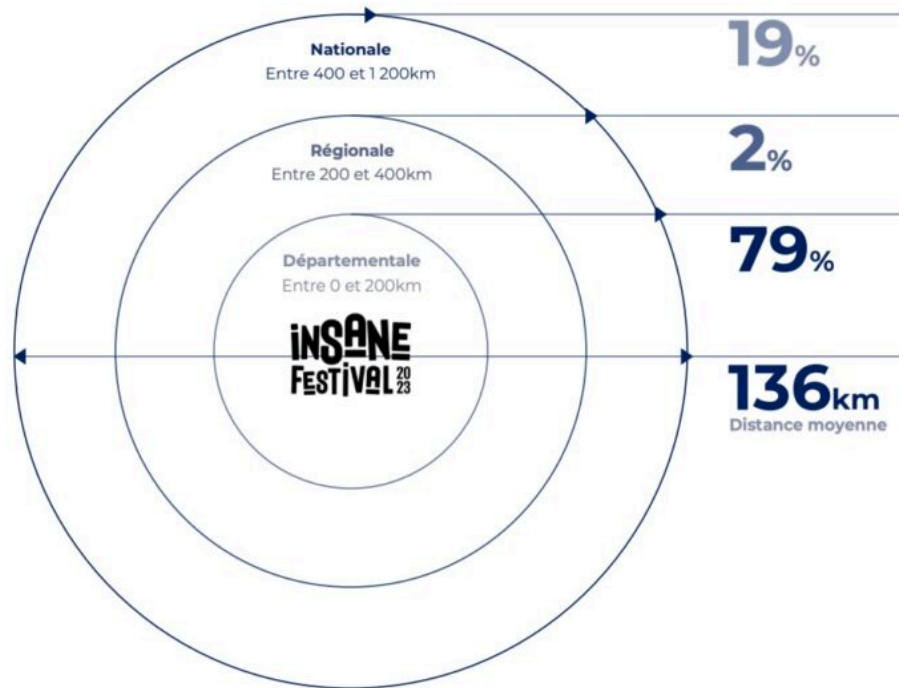 Nationale
Entre 400 et 1 200km
19%
Régionale
Entre 200 et 400km
2%
Départementale
Entre 0 et 200km
79%
INSANE
FESTIVAL 2023
136km
Distance moyenne